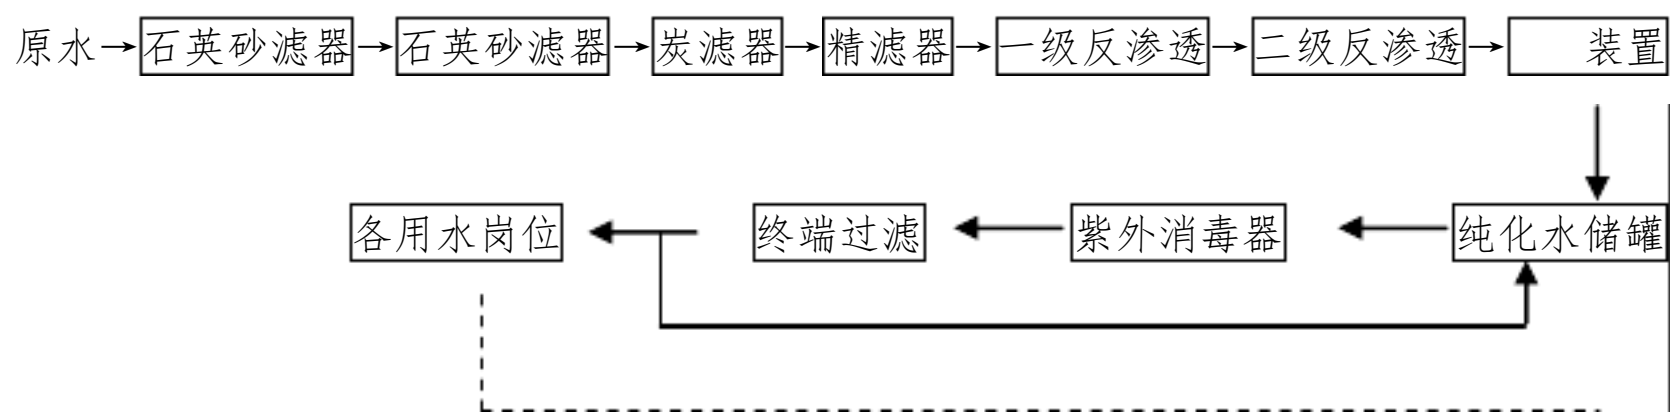 原水→石英砂滤器→石英砂滤器→炭滤器→精滤器→一级反渗透→二级反渗透→ 装置
各用水岗位 终端过滤 紫外消毒器 纯化水储罐